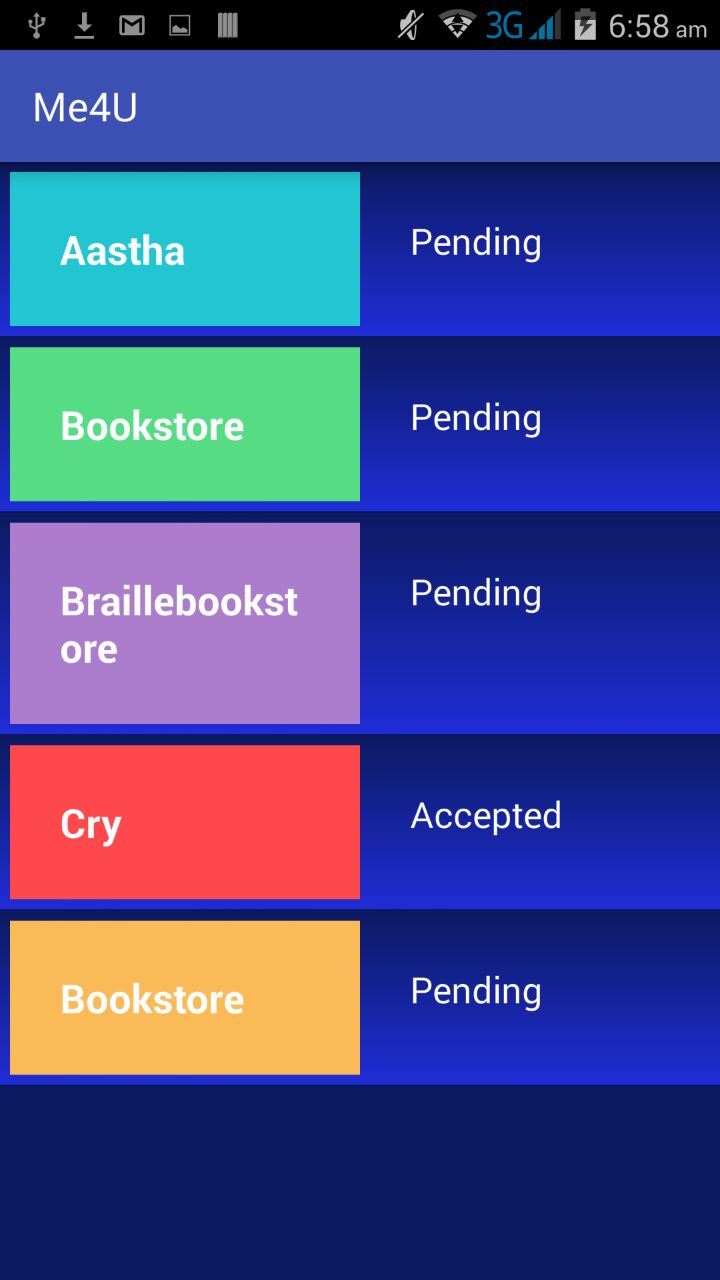 3G 6:58 am
Me4U
Aastha Pending
Bookstore Pending
Braillebookst Pending
ore
Cry Accepted
Bookstore Pending